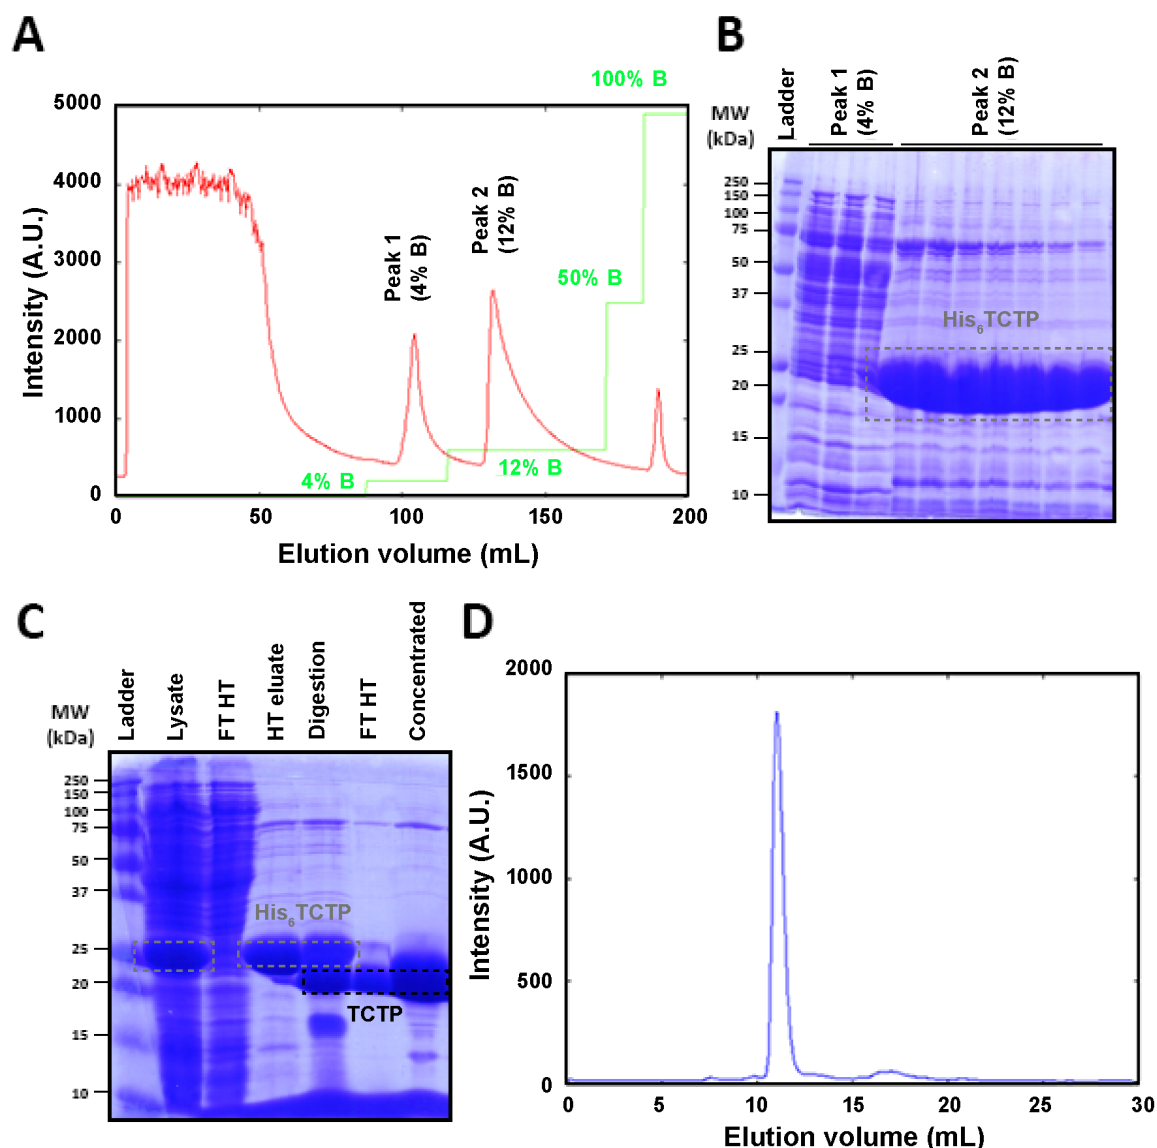 A
5000
4000
3000
2000
1000
0
Intensity (A.U.)
0
50
100
150
200
Elution volume (mL)
Peak 1
(4% B)
Peak 2
(12% B)
4% B
12% B
50% B
100% B
B
MW
(kDa)
Ladder
Peak 1
(4% B)
Peak 2
(12% B)
250
150
100
75
50
37
25
20
15
10
His6TCTP
C
MW
(kDa)
Ladder
Lysate
FT HT
HT eluate
Digestion
FT HT
Concentrated
250
150
100
75
50
37
25
20
15
10
His6TCTP
TCTP
D
2000
1500
1000
500
0
Intensity (A.U.)
0
5
10
15
20
25
30
Elution volume (mL)